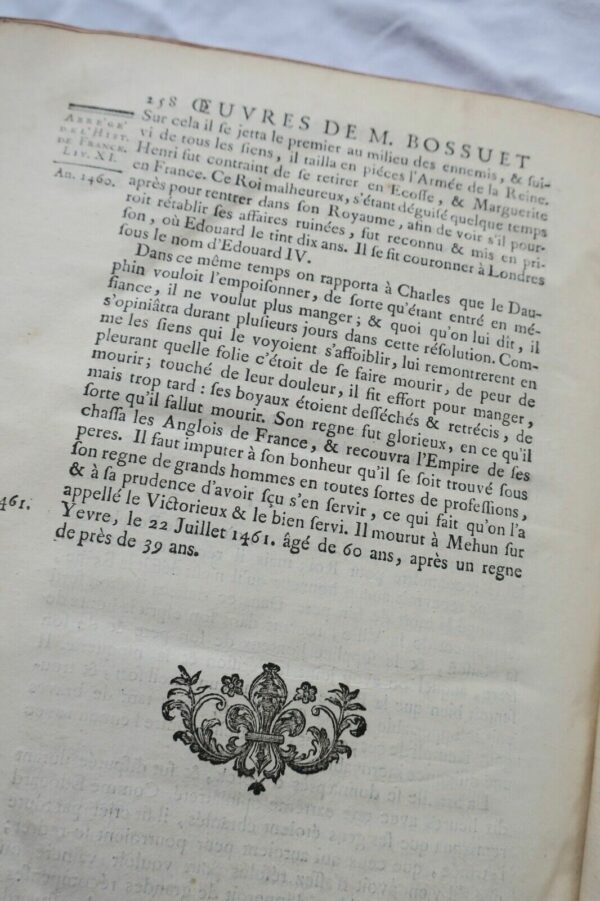 258 ŒUVRES DE M. BOSSUET
ABREGÉ
DE L'HIST.
DE FRANCE.
LIV. XI.
An. 1460.
Sur cela il ſe jetta le premier au milieu des ennemis, & ſui-
vi de tous les ſiens, il tailla en piéces l'Armée de la Reine.
Henri fut contraint de ſe retirer en Ecoſſe, & Marguerite
en France. Ce Roi malheureux, s'étant déguiſé quelque temps
après pour rentrer dans ſon Royaume, afin de voir s'il pour-
roit rétablir ſes affaires ruinées, fut reconnu & mis en pri-
ſon, où Edouard le tint dix ans. Il ſe fit couronner à Londres
ſous le nom d'Edouard IV.
Dans ce même temps on rapporta à Charles que le Dau-
phin vouloit l'empoiſonner, de ſorte qu'étant entré en mé-
fiance, il ne voulut plus manger; & quoi qu'on lui dit, il
s'opiniâtra durant pluſieurs jours dans cette réſolution. Com-
me les ſiens qui le voyoient s'affoiblir, lui remontrerent en
pleurant quelle folie c'étoit de ſe faire mourir, de peur de
mourir; touché de leur douleur, il fit effort pour manger,
mais trop tard: ſes boyaux étoient deſſéchés & retrécis, de
ſorte qu'il fallut mourir. Son regne fut glorieux, en ce qu'il
chaſſa les Anglois de France, & recouvra l'Empire de ſes
peres. Il faut imputer à ſon bonheur qu'il ſe ſoit trouvé ſous
ſon regne de grands hommes en toutes ſortes de profeſſions,
& à ſa prudence d'avoir ſçu s'en ſervir, ce qui fait qu'on l'a
appellé le Victorieux & le bien ſervi. Il mourut à Mehun ſur
461.
Yevre, le 22 Juillet 1461. âgé de 60 ans, après un regne
de près de 39 ans.